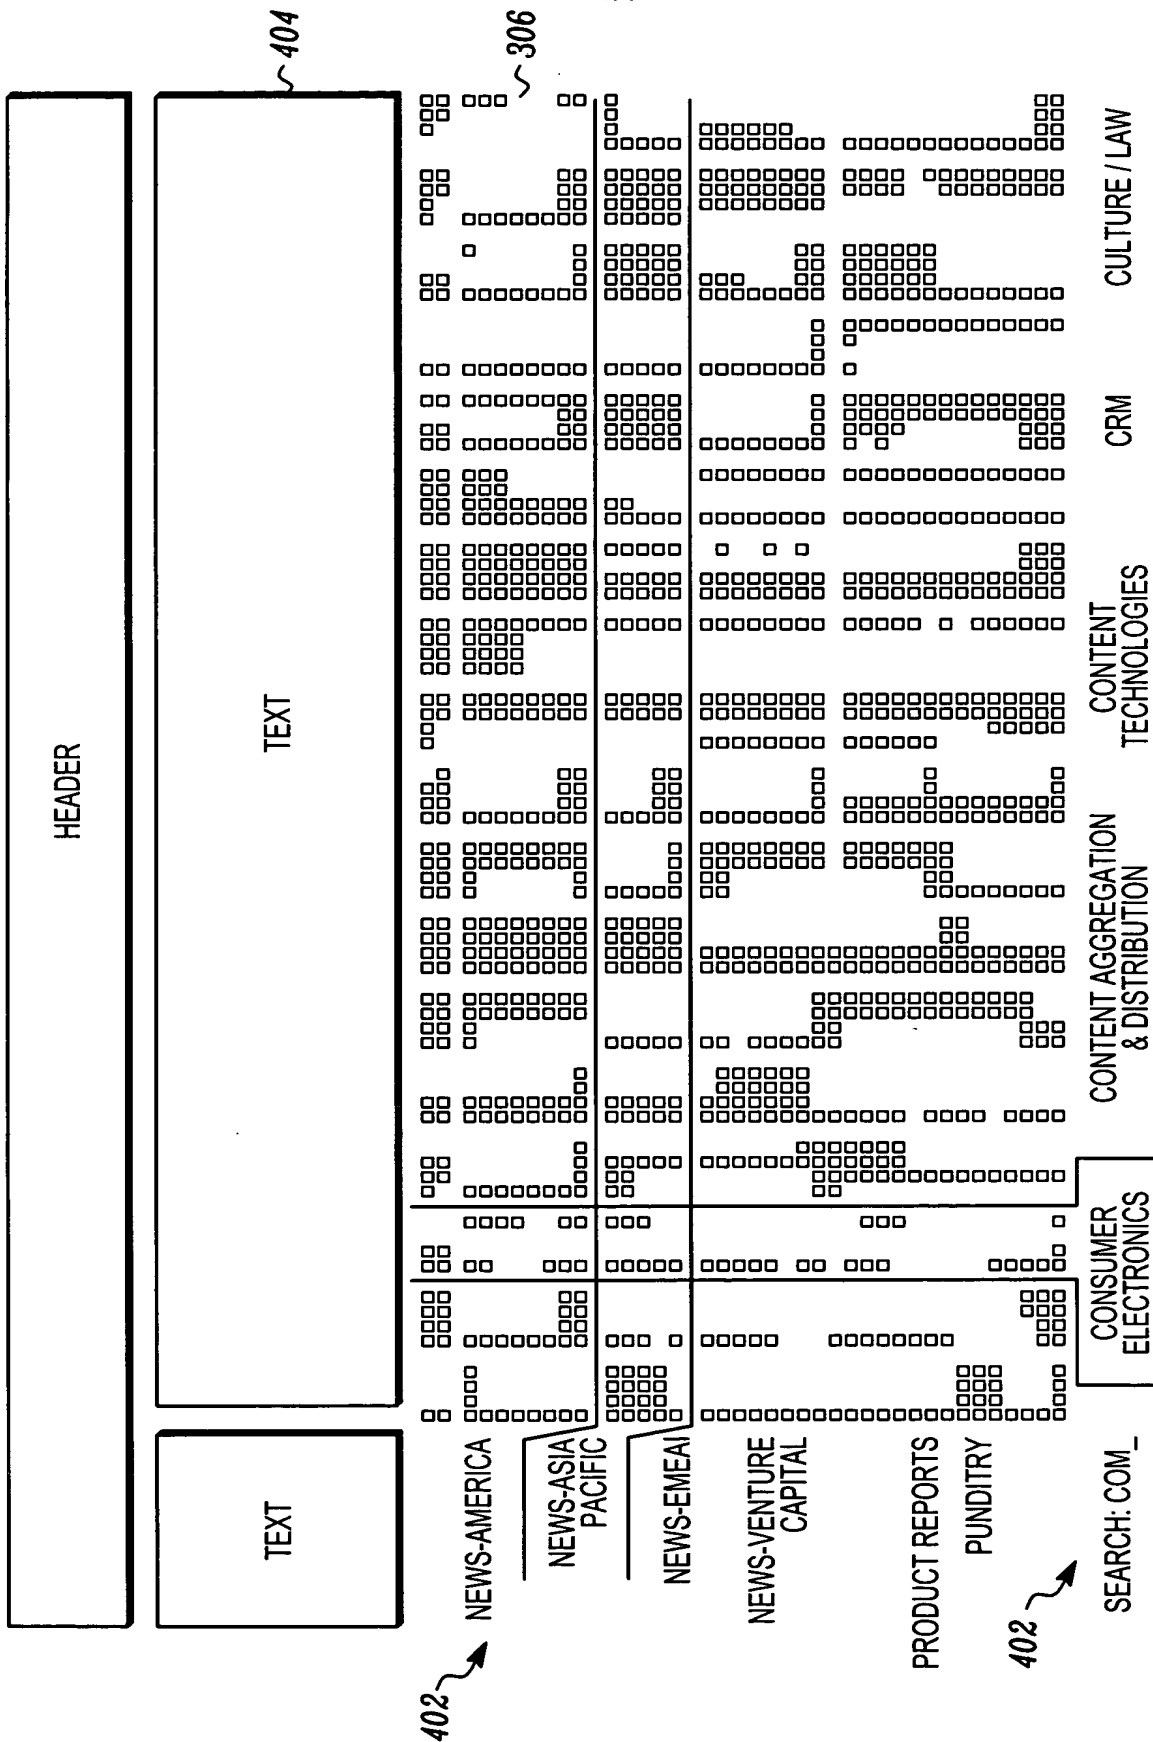 HEADER
TEXT
TEXT
404
306
402
NEWS-AMERICA
NEWS-ASIA
PACIFIC
NEWS-EMEAI
NEWS-VENTURE
CAPITAL
PRODUCT REPORTS
PUNDITRY
402
SEARCH: COM_
CONSUMER
ELECTRONICS
CONTENT AGGREGATION
& DISTRIBUTION
CONTENT
TECHNOLOGIES
CRM
CULTURE / LAW